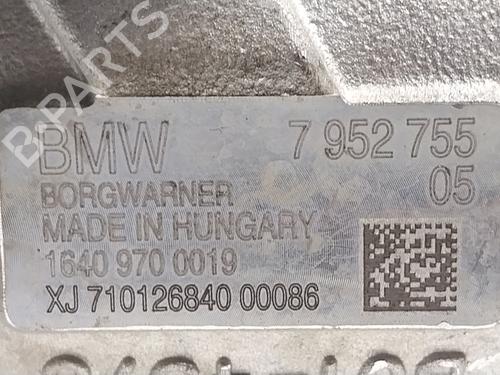 B-PARTS
BMW 7 952 755
05
BORGWARNER
MADE IN HUNGARY
1640 970 0019
XJ 710126840 00086